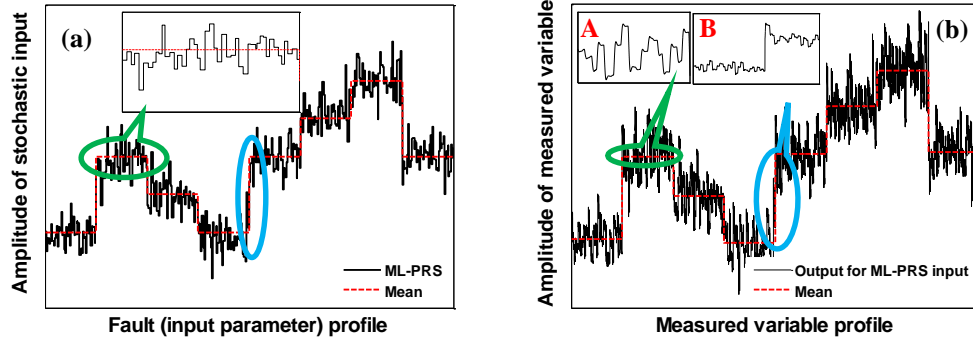 (a)
Amplitude of stochastic input
ML-PRS
Mean
Fault (input parameter) profile
A
B
(b)
Amplitude of measured variable
Output for ML-PRS input
Mean
Measured variable profile